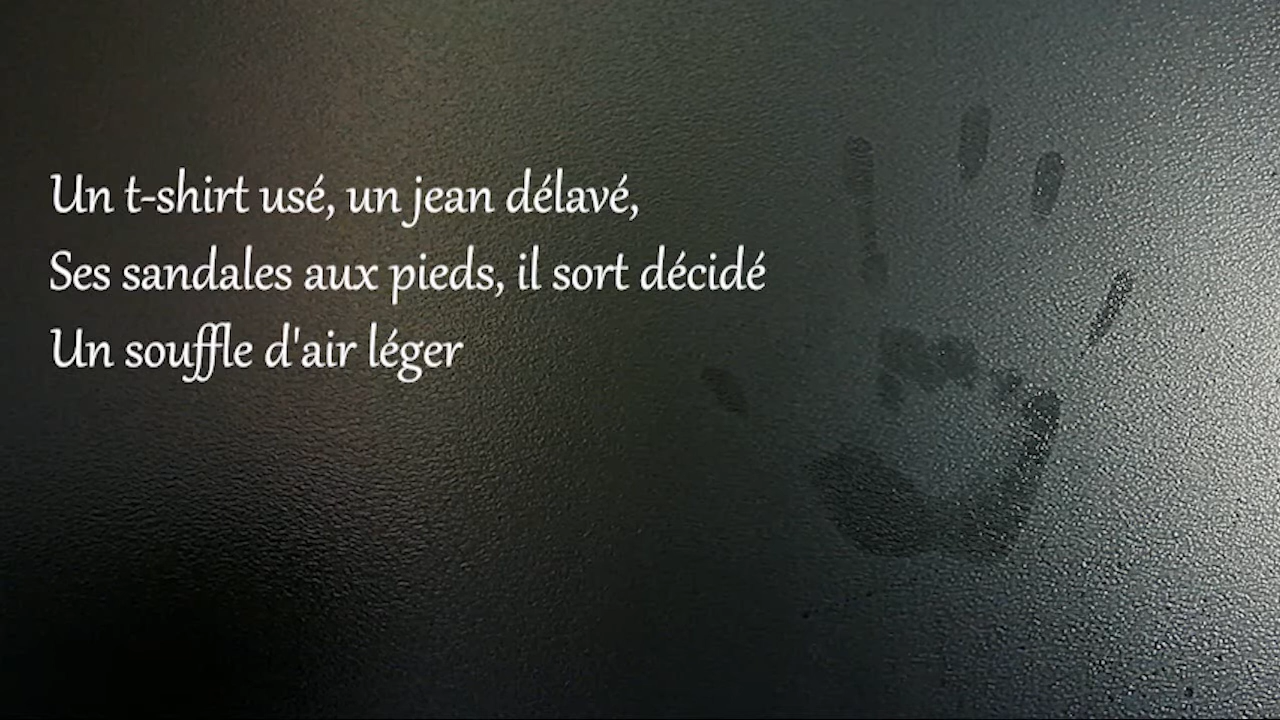 Un t-shirt usé, un jean délavé,
Ses sandales aux pieds, il sort décidé
Un souffle d'air léger